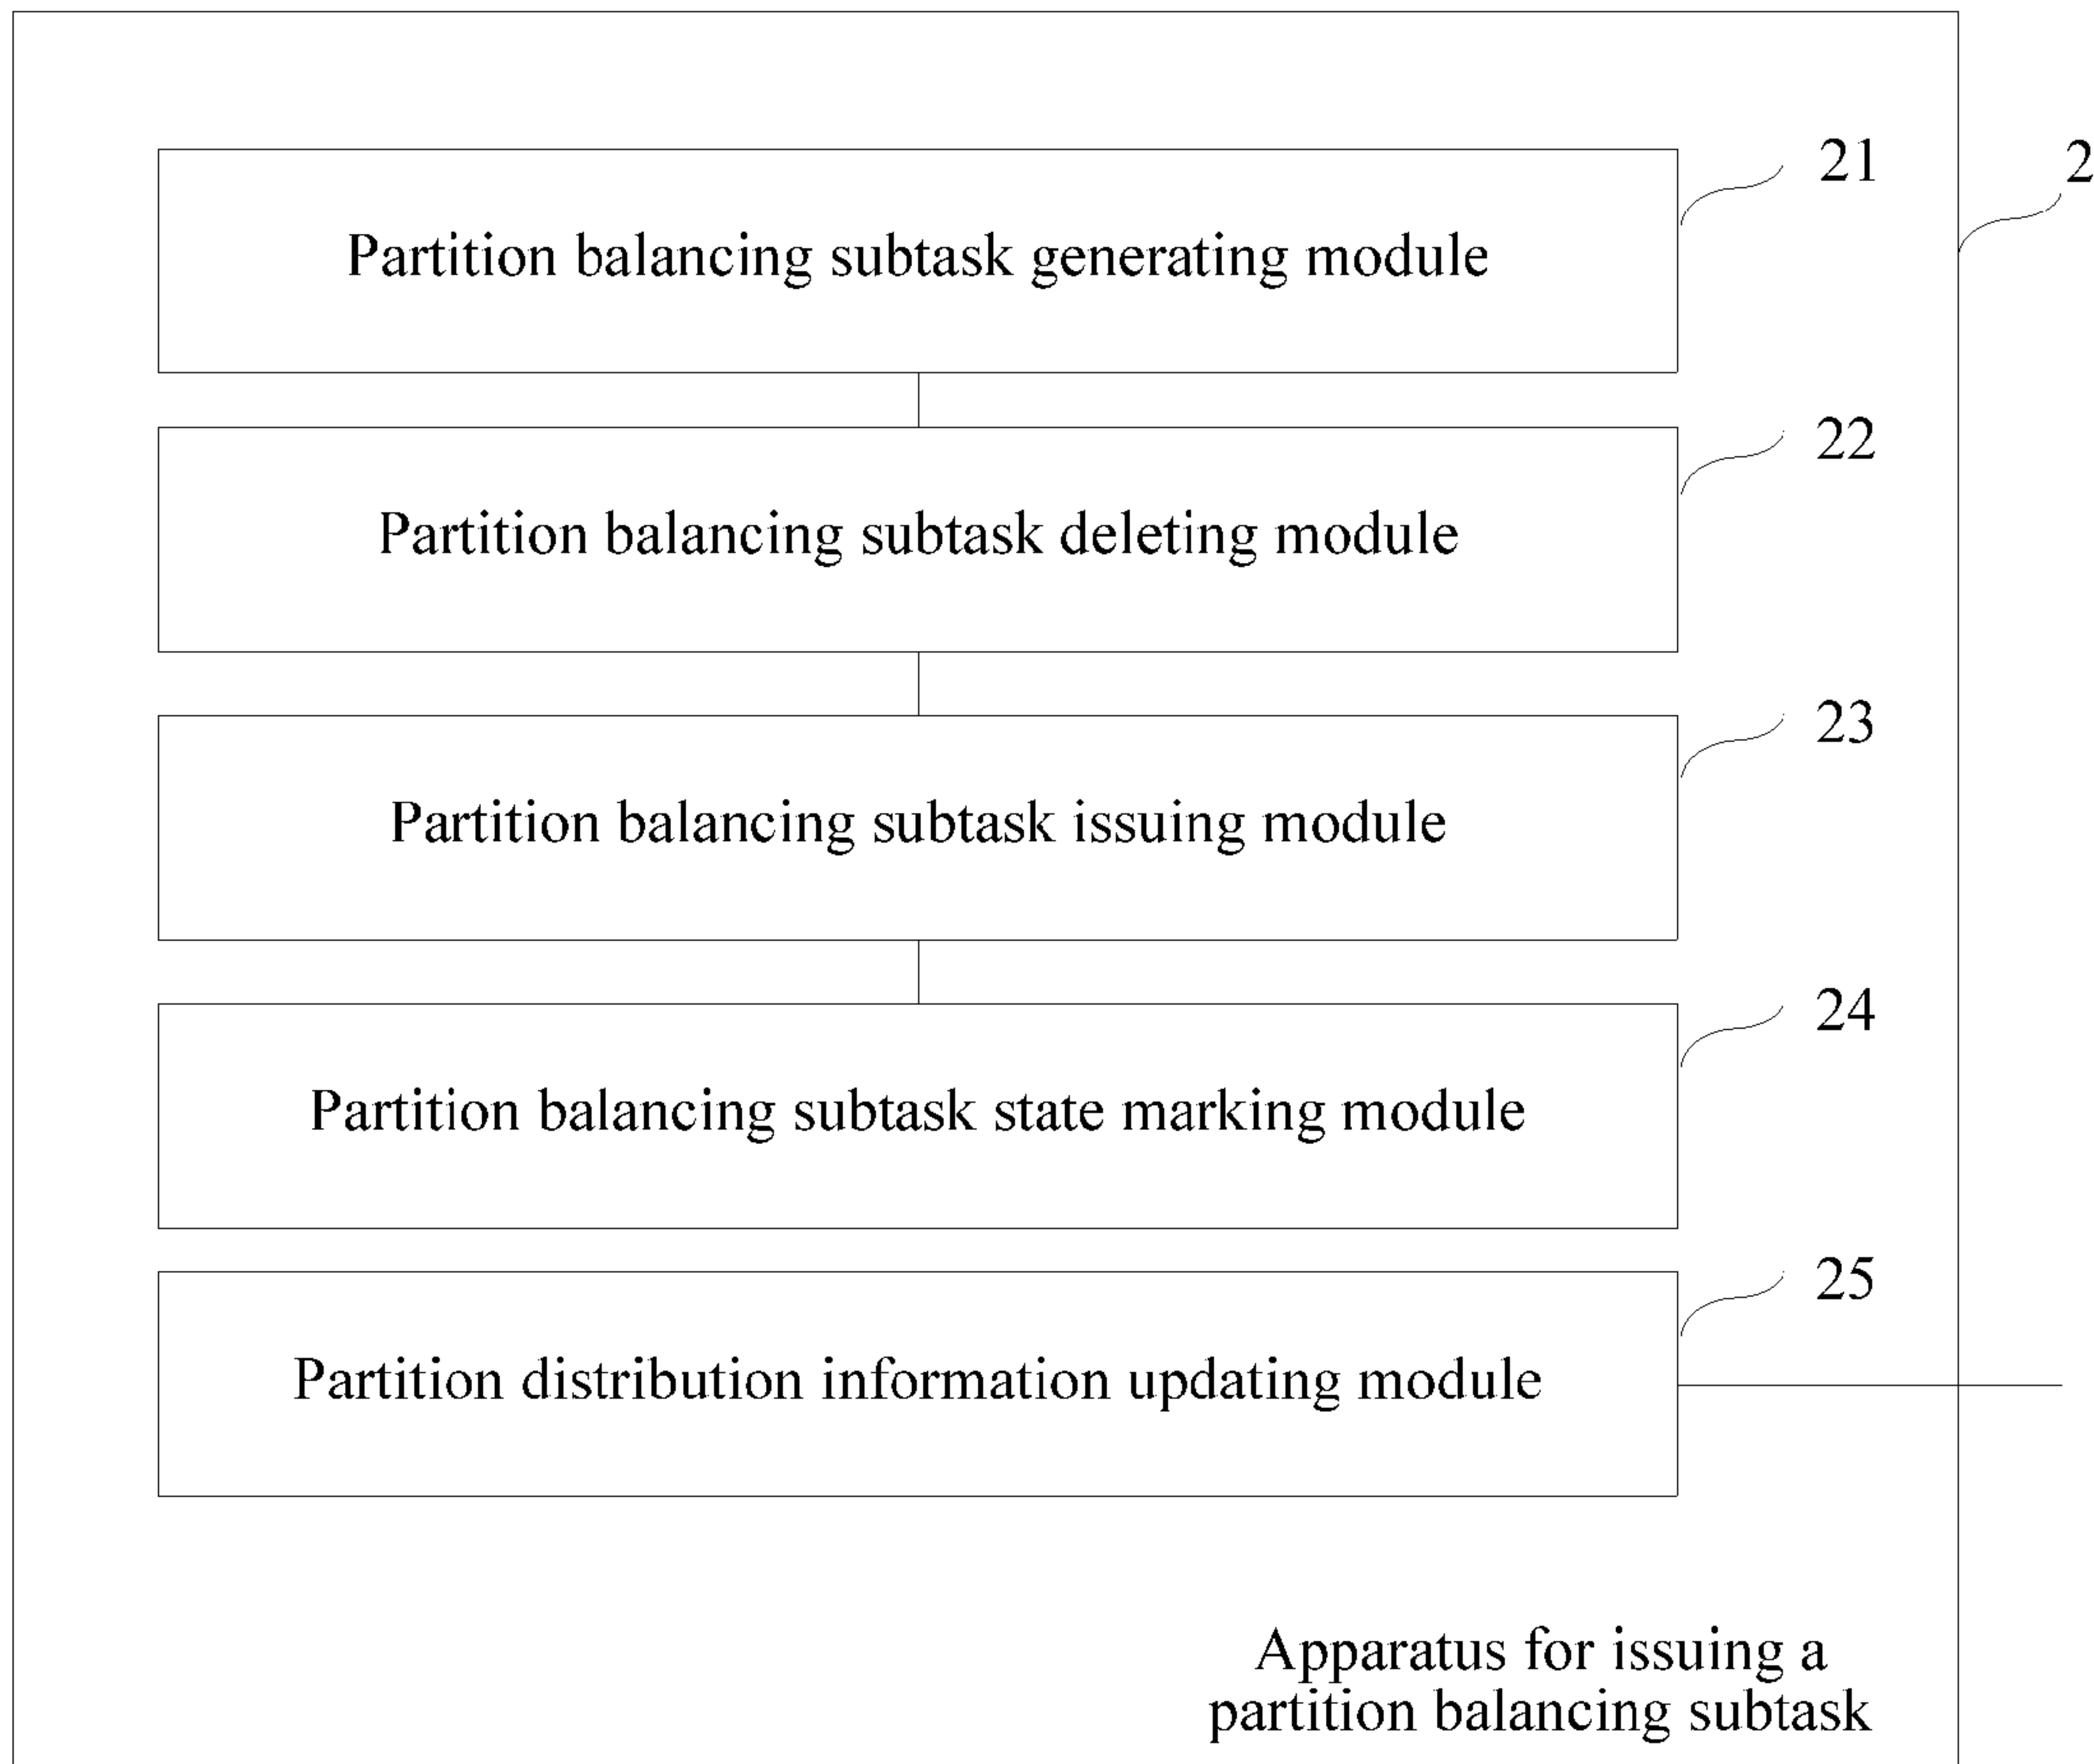 21
2
Partition balancing subtask generating module
22
Partition balancing subtask deleting module
23
Partition balancing subtask issuing module
24
Partition balancing subtask state marking module
25
Partition distribution information updating module
Apparatus for issuing a
partition balancing subtask